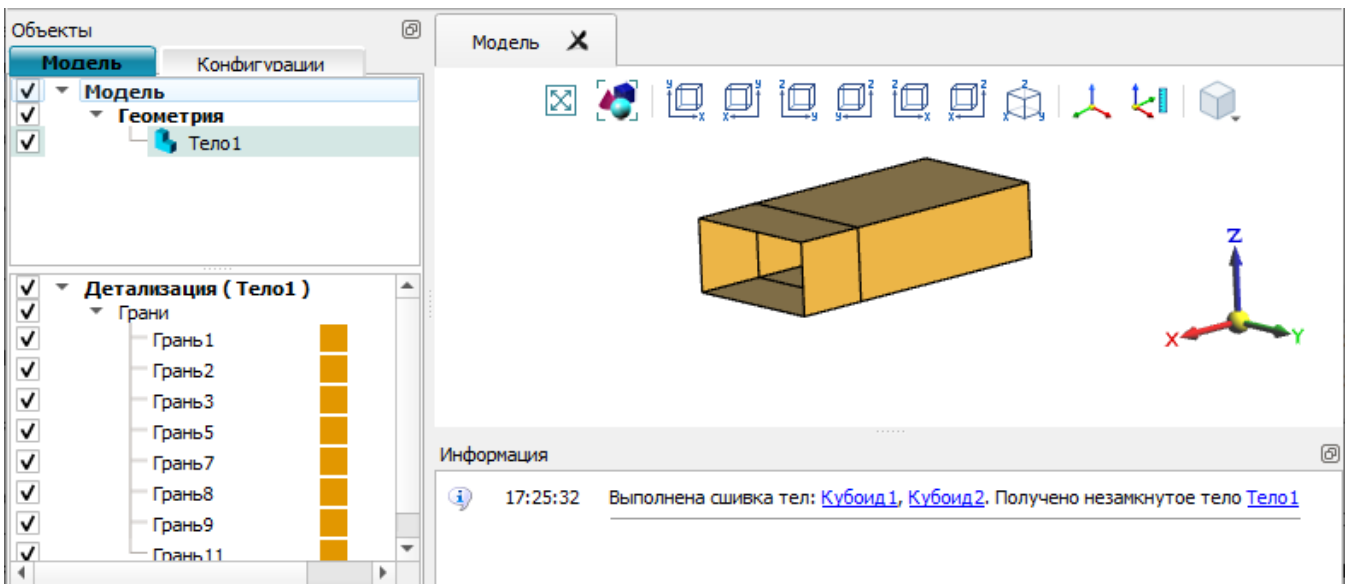 Объекты
Модель
Конфигурации
Модель
Геометрия
Тело1
Детализация ( Тело1 )
Грани
Грань1
Грань2
Грань3
Грань5
Грань7
Грань8
Грань9
Грань11
Модель
y x
x y
z y
y z
z x
x z
z x y
Z
X
Y
Информация
17:25:32 Выполнена сшивка тел: Кубоид1, Кубоид2. Получено незамкнутое тело Тело1